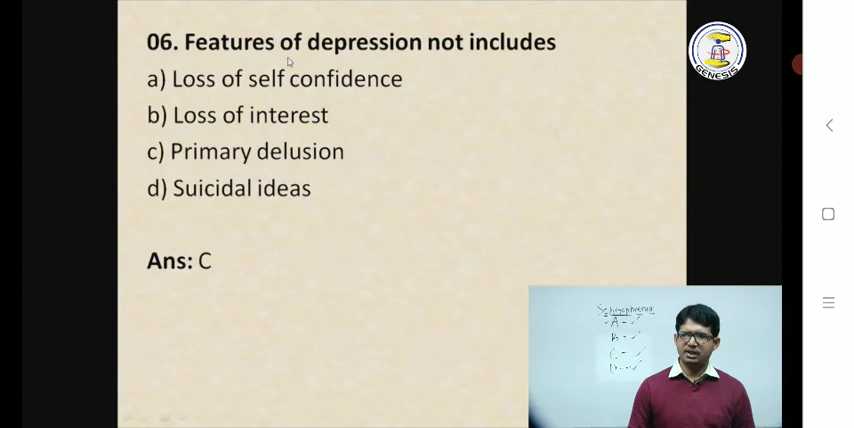 06. Features of depression not includes
a) Loss of self confidence
b) Loss of interest
c) Primary delusion
d) Suicidal ideas
Ans: C
GENESIS
Schizophrenia
A -
B -
C -
D -